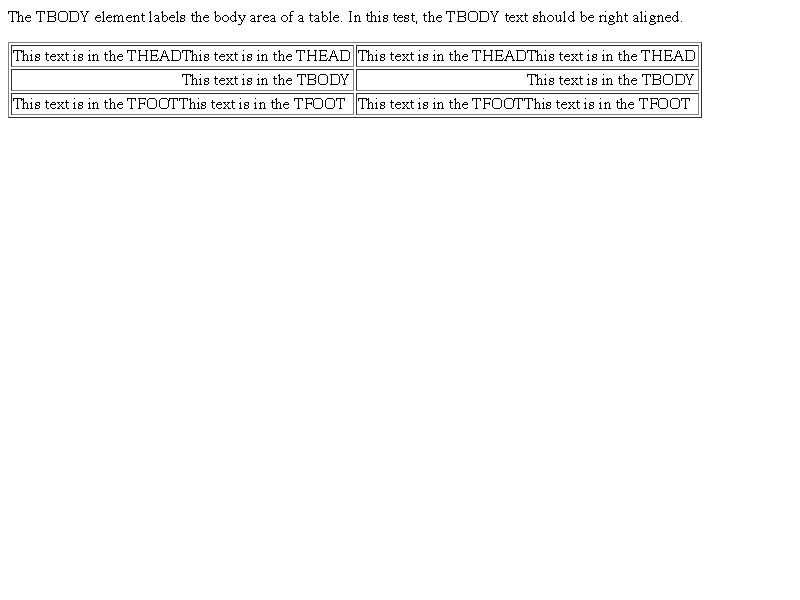 The TBODY element labels the body area of a table. In this test, the TBODY text should be right aligned.
This text is in the THEADThis text is in the THEAD This text is in the THEADThis text is in the THEAD
This text is in the TBODY This text is in the TBODY
This text is in the TFOOTThis text is in the TFOOT This text is in the TFOOTThis text is in the TFOOT